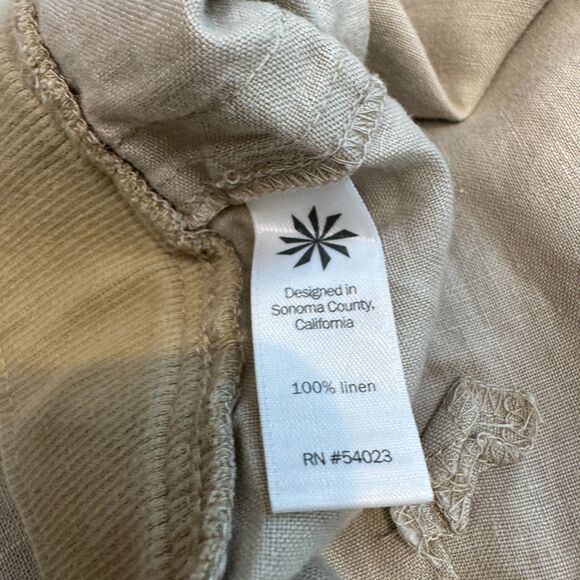 Designed in
Sonoma County,
California
100% linen
RN #54023